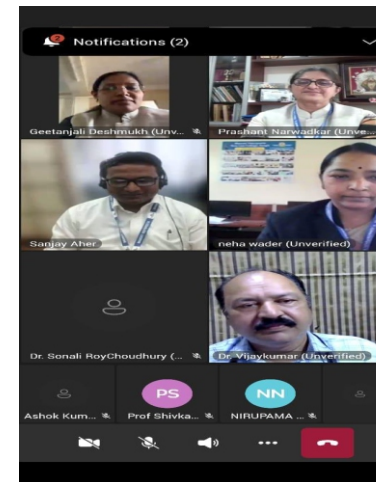 2
Notifications (2)
Geetanjali Deshmukh (Unv...
Prashant Narwadkar (Unve...
Sanjay Aher
neha wader (Unverified)
Dr. Sonali RoyChoudhury (...
Dr. Vijaykumar (Unverified)
PS
NN
Ashok Kum...
Prof Shivka...
NIRUPAMA ...